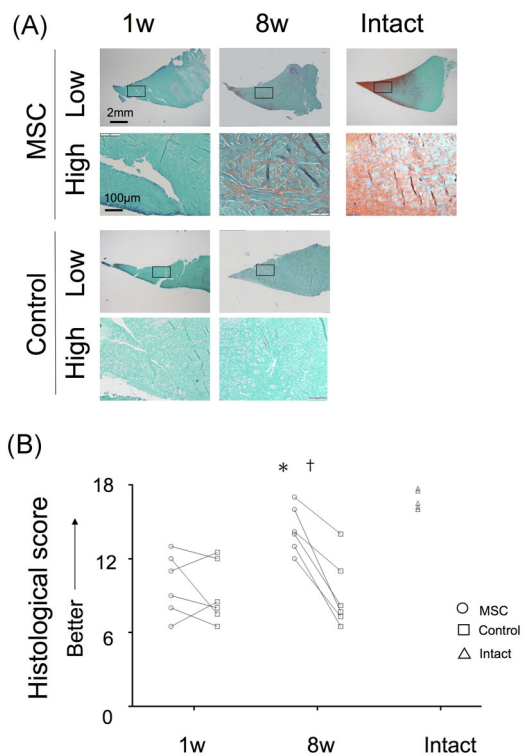 (A)
1w 8w Intact
MSC
Low
2mm
High
100μm
Control
Low
High
(B)
* †
Histological score
Better
18
12
6
0
MSC
Control
Intact
1w 8w Intact